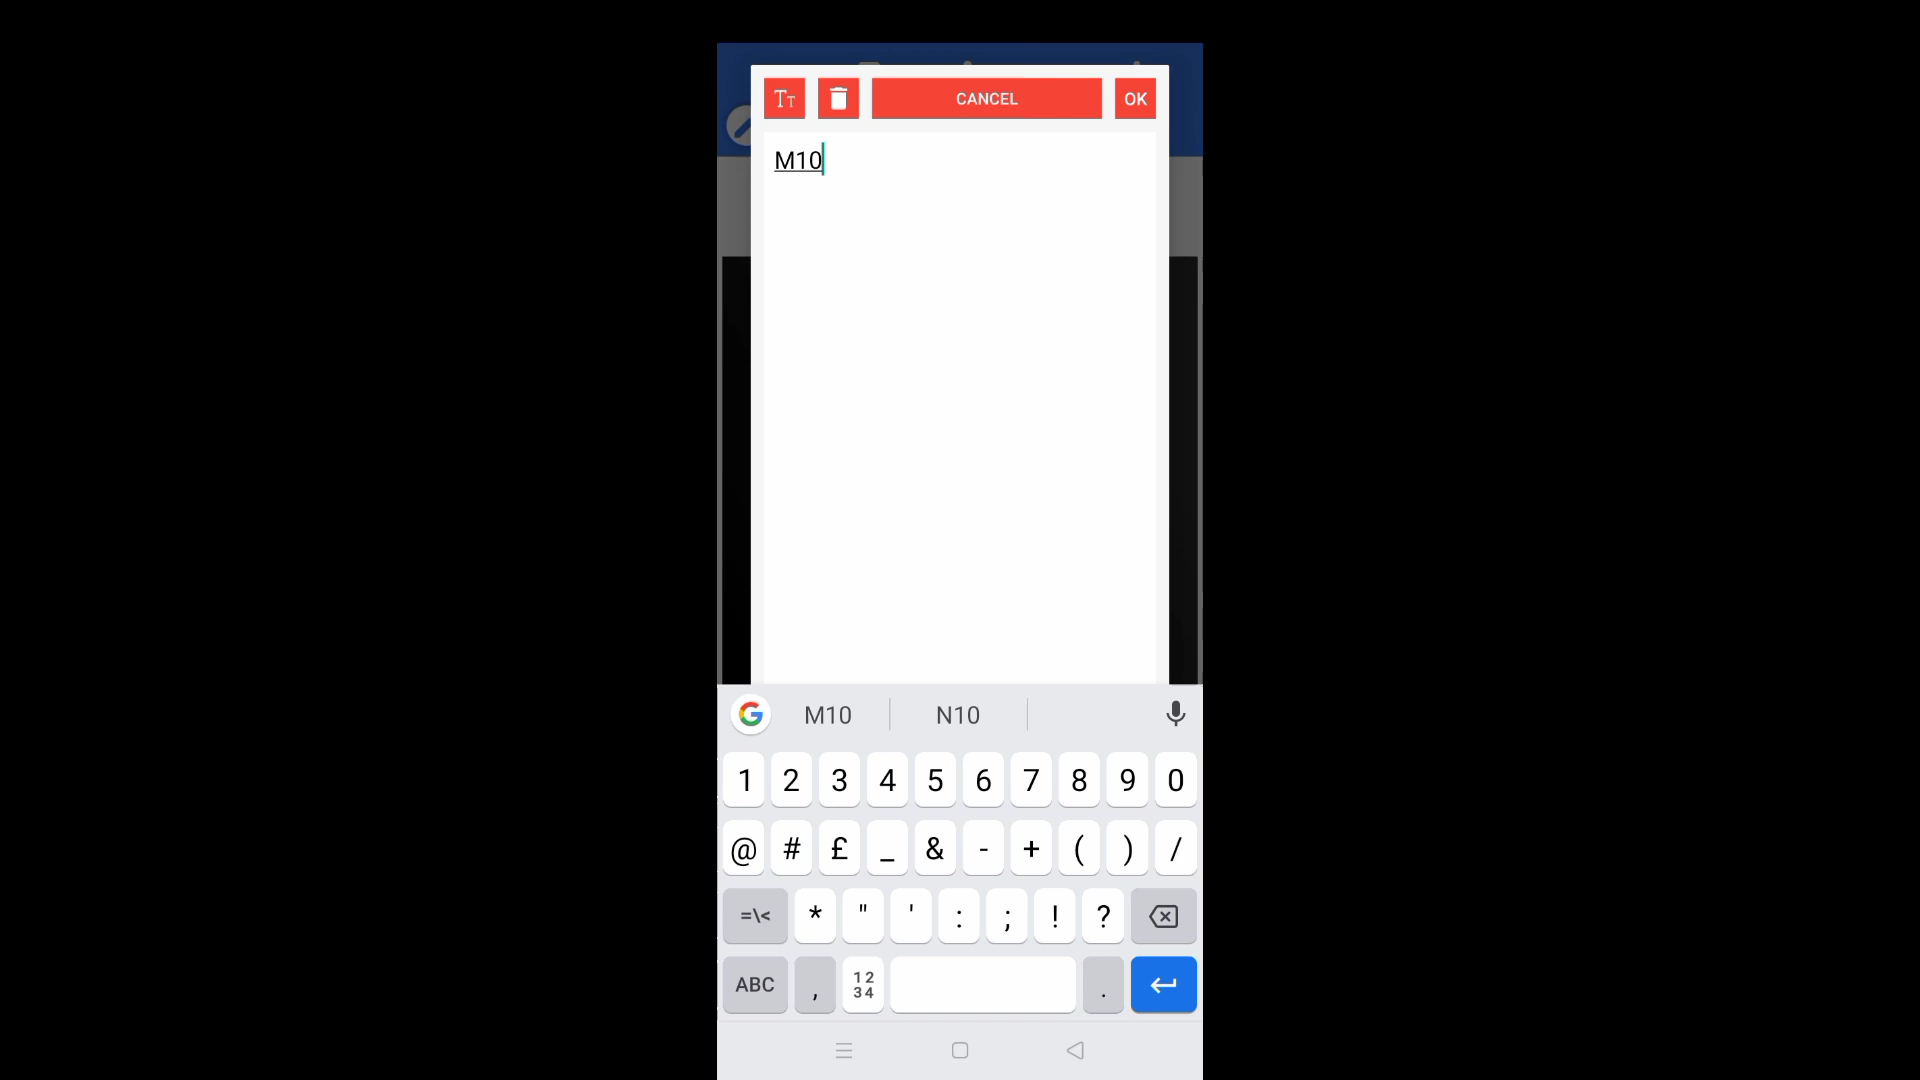 Tт CANCEL OK
M10
M10 N10
1 2 3 4 5 6 7 8 9 0
@ # £ _ & - + ( ) /
=\< * " ' : ; ! ?
ABC , 12 34 .